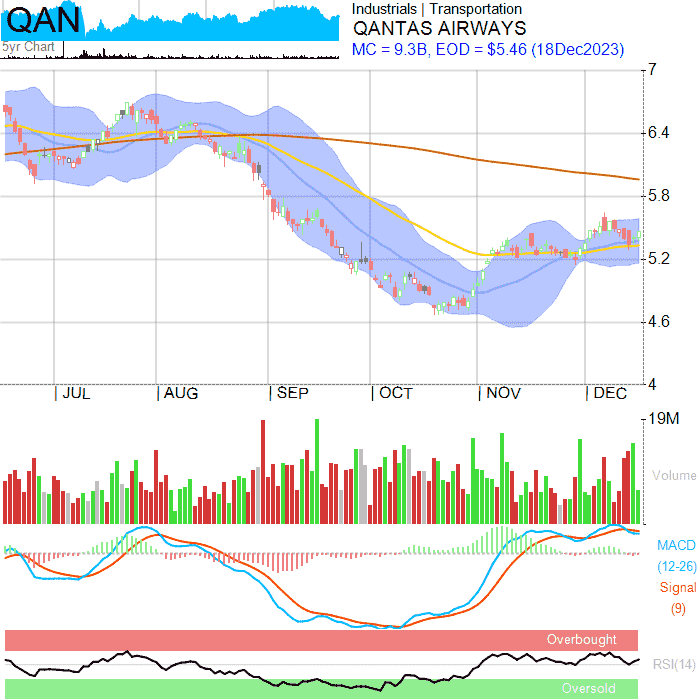 QAN
5yr Chart
Industrials | Transportation
QANTAS AIRWAYS
MC = 9.3B, EOD = $5.46 (18Dec2023)
7
6.4
5.8
5.2
4.6
4
JUL AUG SEP OCT NOV DEC
19M
Volume
MACD
(12-26)
Signal
(9)
Overbought
RSI(14)
Oversold